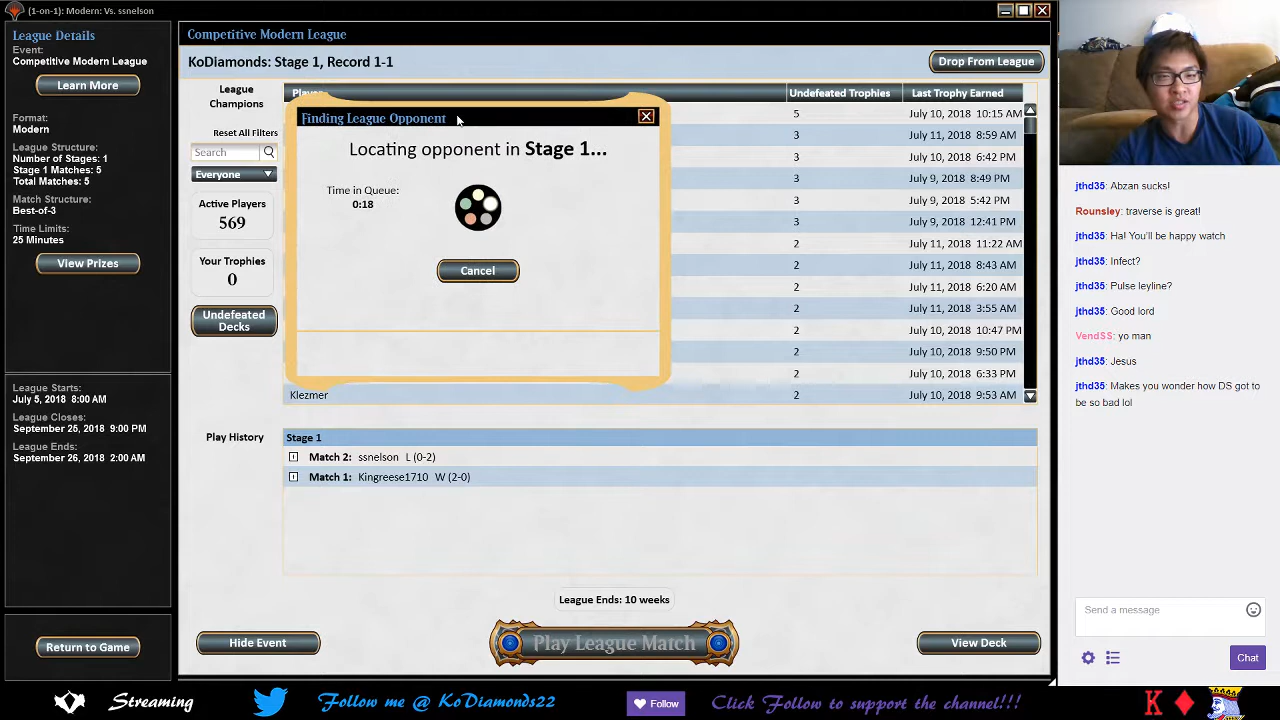 (1-on-1): Modern: Vs. ssnelson
League Details
Event:
Competitive Modern League
Learn More
Format:
Modern
League Structure:
Number of Stages: 1
Stage 1 Matches: 5
Total Matches: 5
Match Structure:
Best-of-3
Time Limits:
25 Minutes
View Prizes
League Starts:
July 5, 2018 8:00 AM
League Closes:
September 25, 2018 9:00 PM
League Ends:
September 26, 2018 2:00 AM
Return to Game
Competitive Modern League
KoDiamonds: Stage 1, Record 1-1
Drop From League
League
Champions
Reset All Filters
Search
Everyone
Active Players
569
Your Trophies
0
Undefeated
Decks
Player
Undefeated Trophies
Last Trophy Earned
5 July 10, 2018 10:15 AM
3 July 11, 2018 8:59 AM
3 July 10, 2018 6:42 PM
3 July 9, 2018 8:49 PM
3 July 9, 2018 5:42 PM
3 July 9, 2018 12:41 PM
2 July 11, 2018 11:22 AM
2 July 11, 2018 8:43 AM
2 July 11, 2018 6:20 AM
2 July 11, 2018 3:55 AM
2 July 10, 2018 10:47 PM
2 July 10, 2018 9:50 PM
2 July 10, 2018 6:33 PM
Klezmer 2 July 10, 2018 9:53 AM
Finding League Opponent
Locating opponent in Stage 1...
Time in Queue:
0:18
Cancel
Play History
Stage 1
Match 2: ssnelson L (0-2)
Match 1: Kingreese1710 W (2-0)
League Ends: 10 weeks
Hide Event
Play League Match
View Deck
jthd35: Abzan sucks!
Rounsley: traverse is great!
jthd35: Ha! You'll be happy watch
jthd35: Infect?
jthd35: Pulse leyline?
jthd35: Good lord
VendSS: yo man
jthd35: Jesus
jthd35: Makes you wonder how DS got to
be so bad lol
Send a message
Chat
Streaming
Follow me @ KoDiamonds22
Follow
Click Follow to support the channel!!!
K